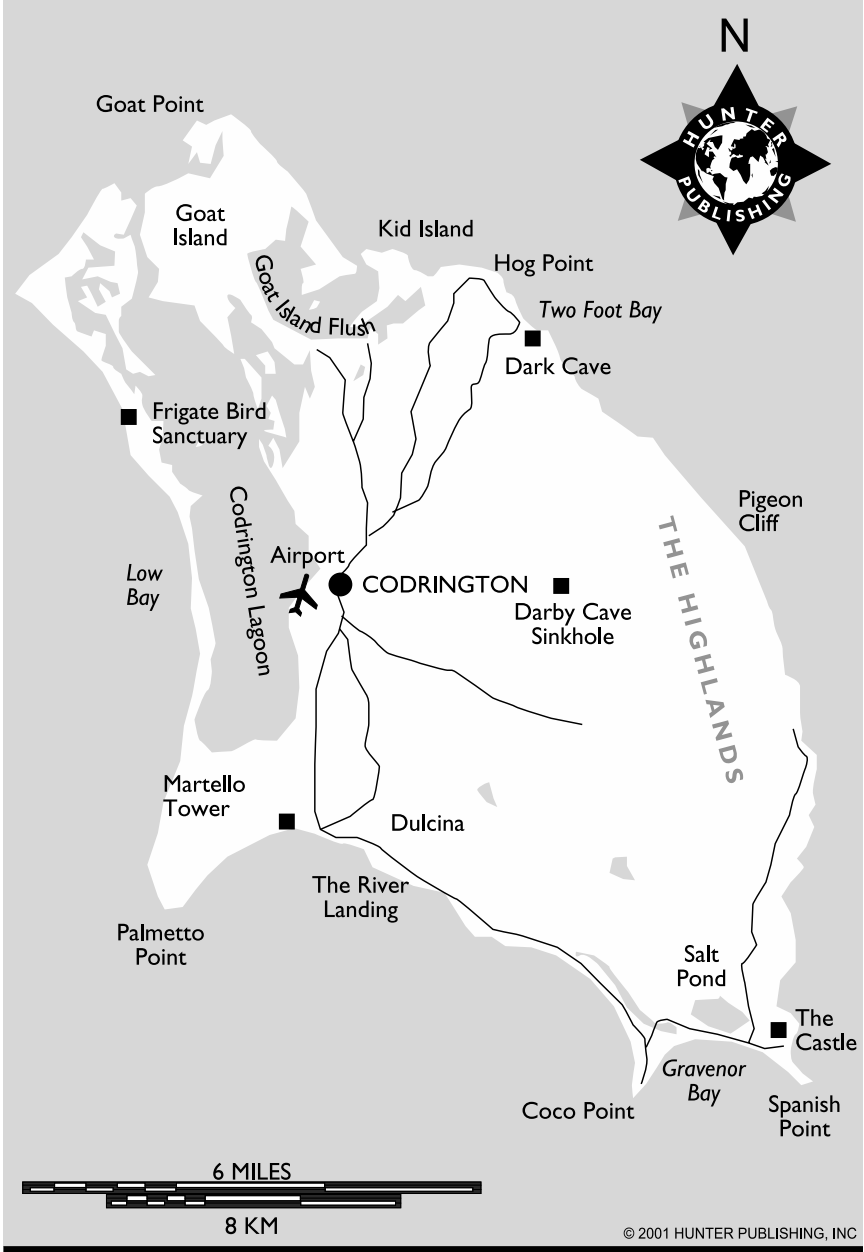 N
HUNTER
PUBLISHING
Goat Point
Goat
Island
Kid Island
Hog Point
Goat Island Flush
Two Foot Bay
Dark Cave
Frigate Bird
Sanctuary
Pigeon
Cliff
Codrington Lagoon
THE HIGHLANDS
Airport
Low
Bay
CODRINGTON
Darby Cave
Sinkhole
Martello
Tower
Dulcina
The River
Landing
Palmetto
Point
Salt
Pond
The
Castle
Gravenor
Bay
Coco Point
Spanish
Point
6 MILES
8 KM
© 2001 HUNTER PUBLISHING, INC